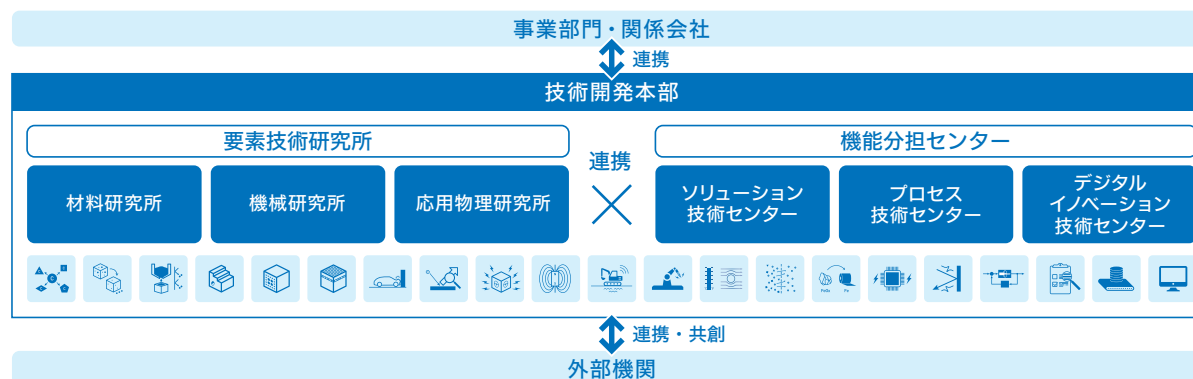 事業部門・関係会社
連携
技術開発本部
要素技術研究所
連携
機能分担センター
材料研究所
機械研究所
応用物理研究所
ソリューション
技術センター
プロセス
技術センター
デジタル
イノベーション
技術センター
連携・共創
外部機関